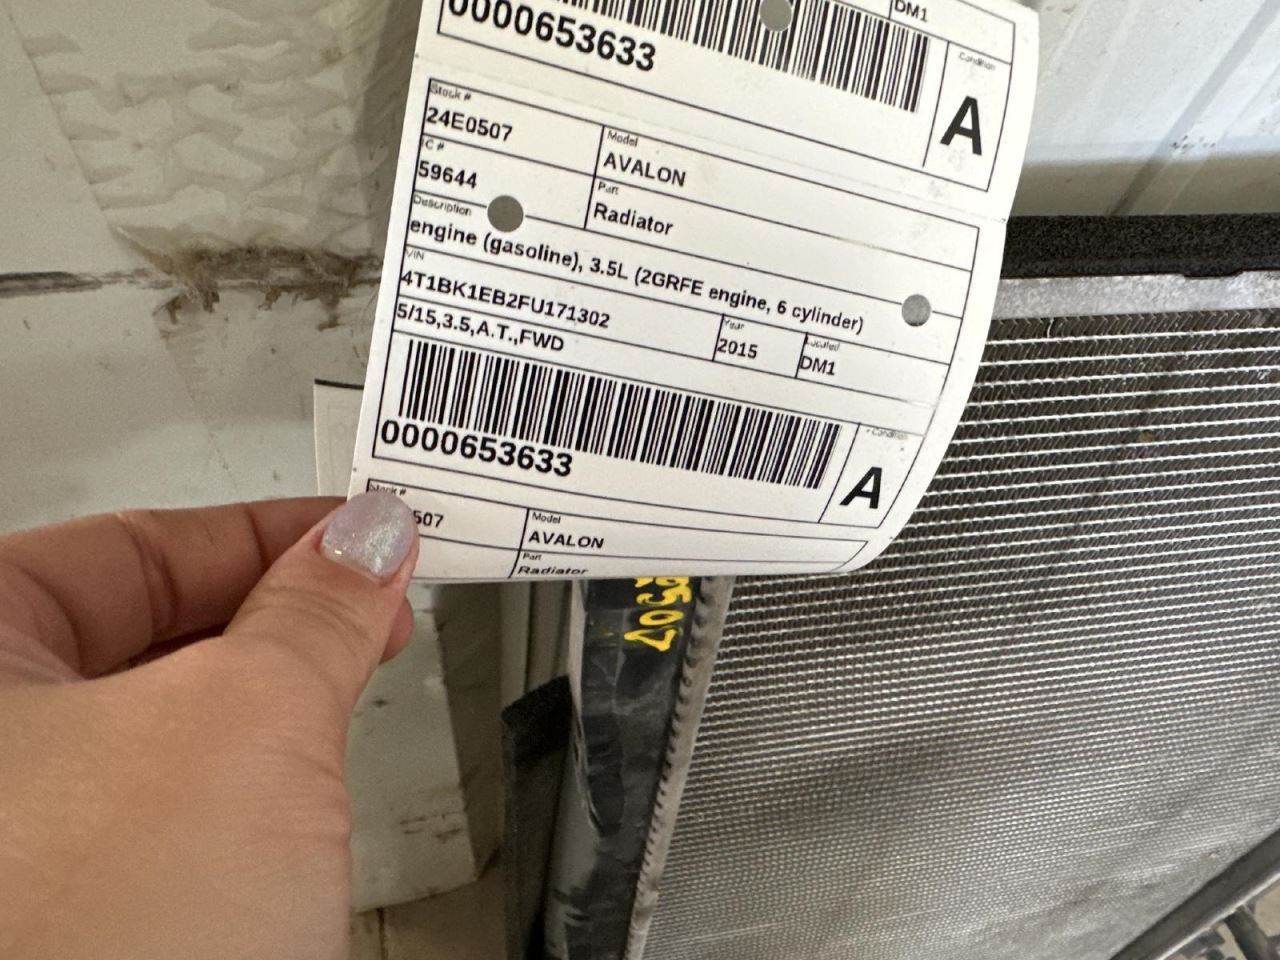 DM1
0000653633
Condition
A
Stock #
24E0507
Model
AVALON
IC #
59644
Part
Radiator
Description
engine (gasoline), 3.5L (2GRFE engine, 6 cylinder)
VIN
4T1BK1EB2FU171302
Year
2015
Located
DM1
5/15,3.5,A.T.,FWD
0000653633
Condition
A
Stock #
507
Model
AVALON
Part
Radiator
0507